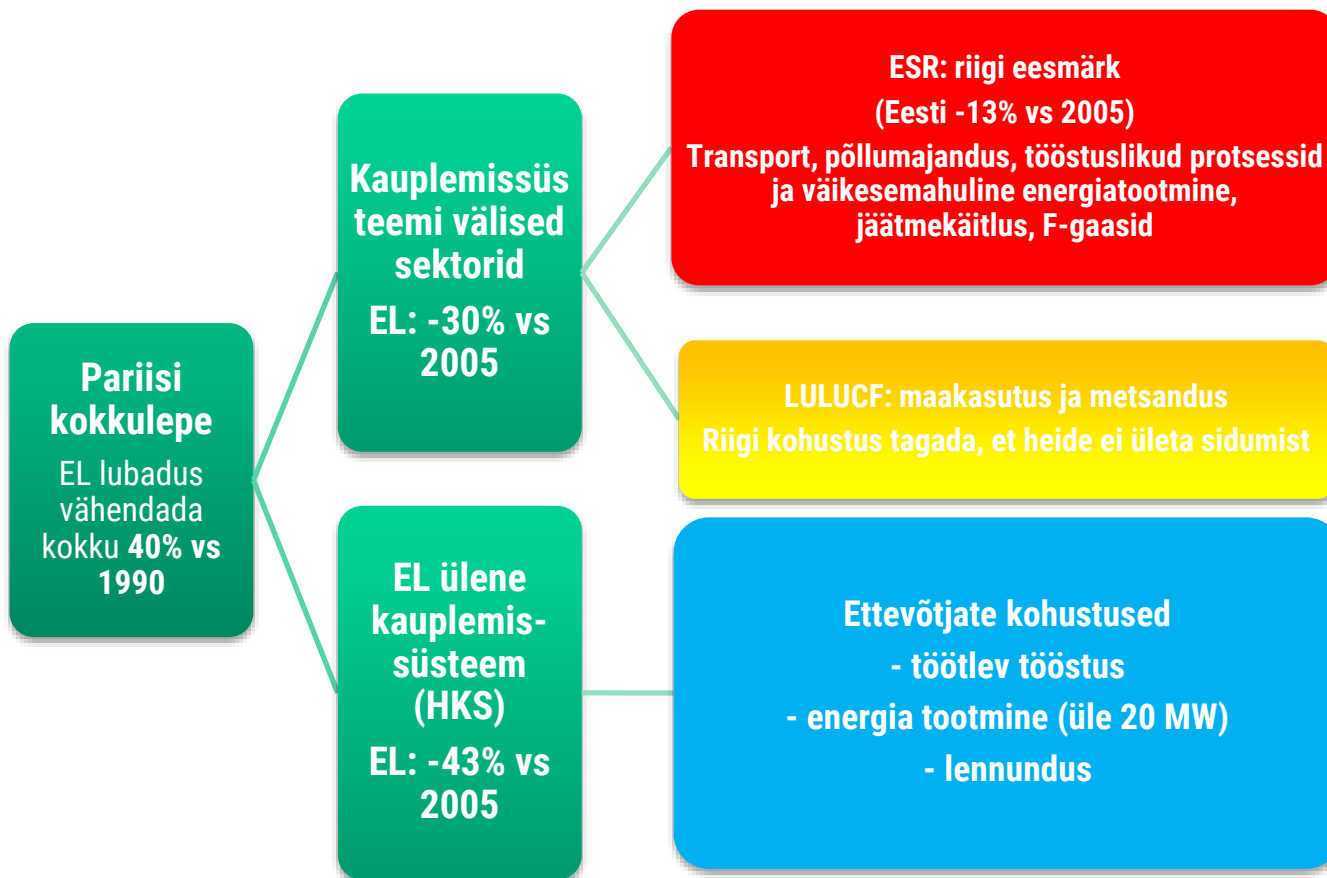 Pariisi
kokkulepe
EL lubadus
vähendada
kokku 40% vs
1990
Kauplemissüs
teemi välised
sektorid
EL: -30% vs
2005
ESR: riigi eesmärk
(Eesti -13% vs 2005)
Transport, põllumajandus, tööstuslikud protsessid
ja väikesemahuline energiatootmine,
jäätmekäitlus, F-gaasid
LULUCF: maakasutus ja metsandus
Riigi kohustus tagada, et heide ei ületa sidumist
EL ülene
kauplemis-
süsteem
(HKS)
EL: -43% vs
2005
Ettevõtjate kohustused
- töötlev tööstus
- energia tootmine (üle 20 MW)
- lennundus